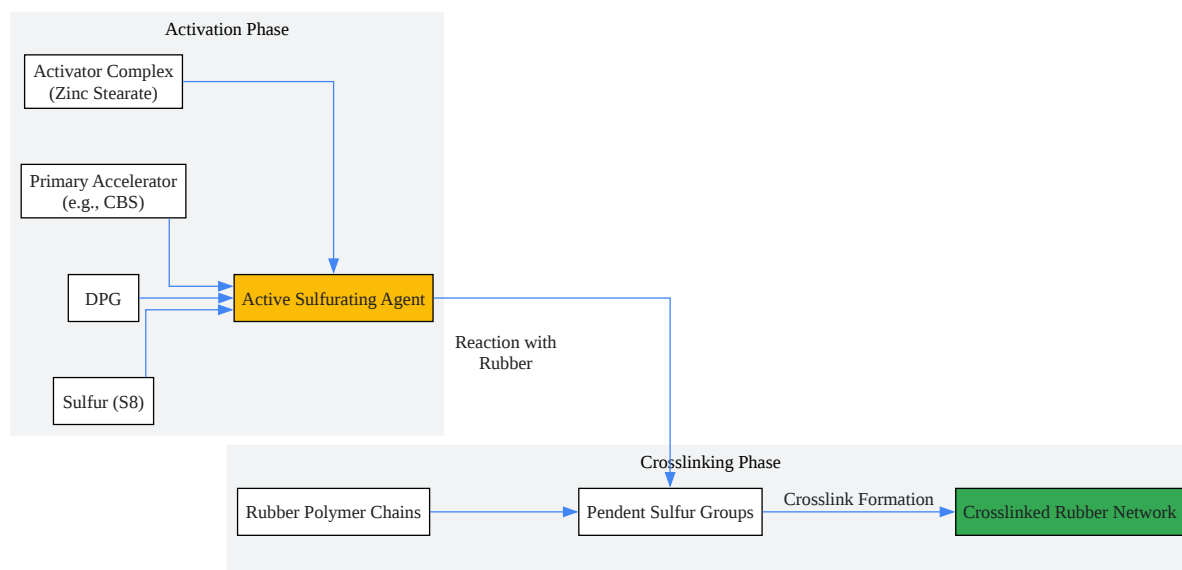 Activation Phase
Activator Complex
(Zinc Stearate)
Primary Accelerator
(e.g., CBS)
DPG
Active Sulfurating Agent
Sulfur (S8)
Reaction with
Rubber
Crosslinking Phase
Rubber Polymer Chains
Pendent Sulfur Groups
Crosslink Formation
Crosslinked Rubber Network